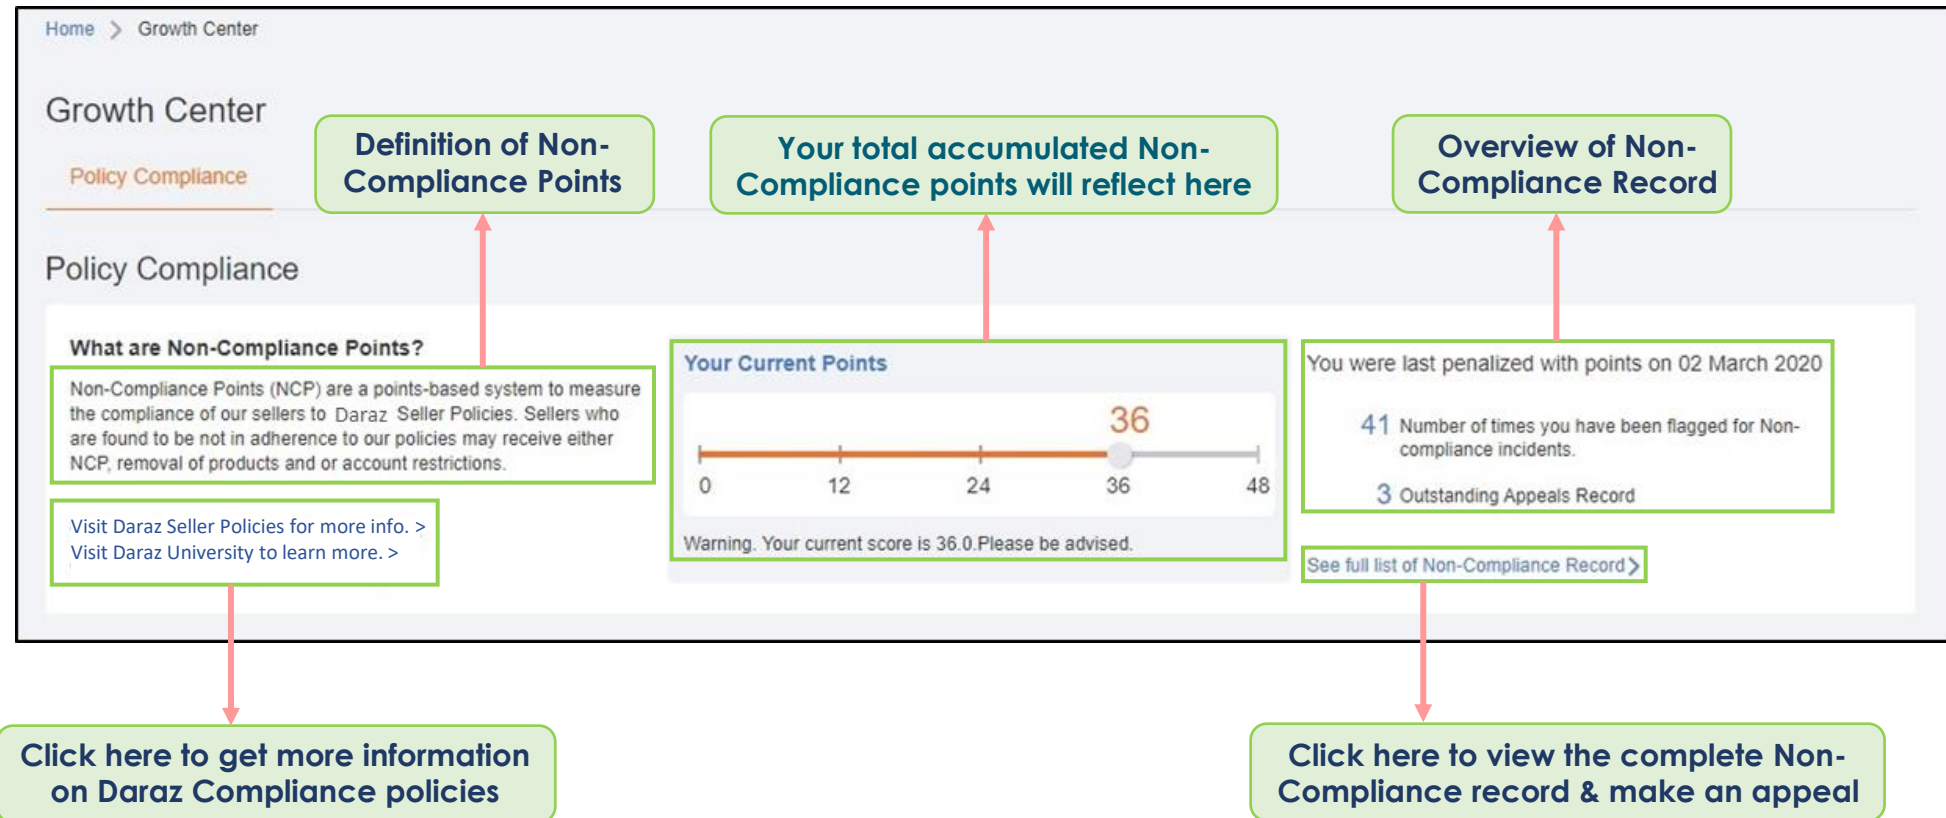 Home > Growth Center
Growth Center
Definition of Non-
Compliance Points
Your total accumulated Non-
Compliance points will reflect here
Overview of Non-
Compliance Record
Policy Compliance
Policy Compliance
What are Non-Compliance Points?
Non-Compliance Points (NCP) are a points-based system to measure
the compliance of our sellers to Daraz Seller Policies. Sellers who
are found to be not in adherence to our policies may receive either
NCP, removal of products and or account restrictions.
Visit Daraz Seller Policies for more info. >
Visit Daraz University to learn more. >
Your Current Points
36
0 12 24 36 48
Warning. Your current score is 36.0.Please be advised.
You were last penalized with points on 02 March 2020
41 Number of times you have been flagged for Non-
compliance incidents.
3 Outstanding Appeals Record
See full list of Non-Compliance Record >
Click here to get more information
on Daraz Compliance policies
Click here to view the complete Non-
Compliance record & make an appeal